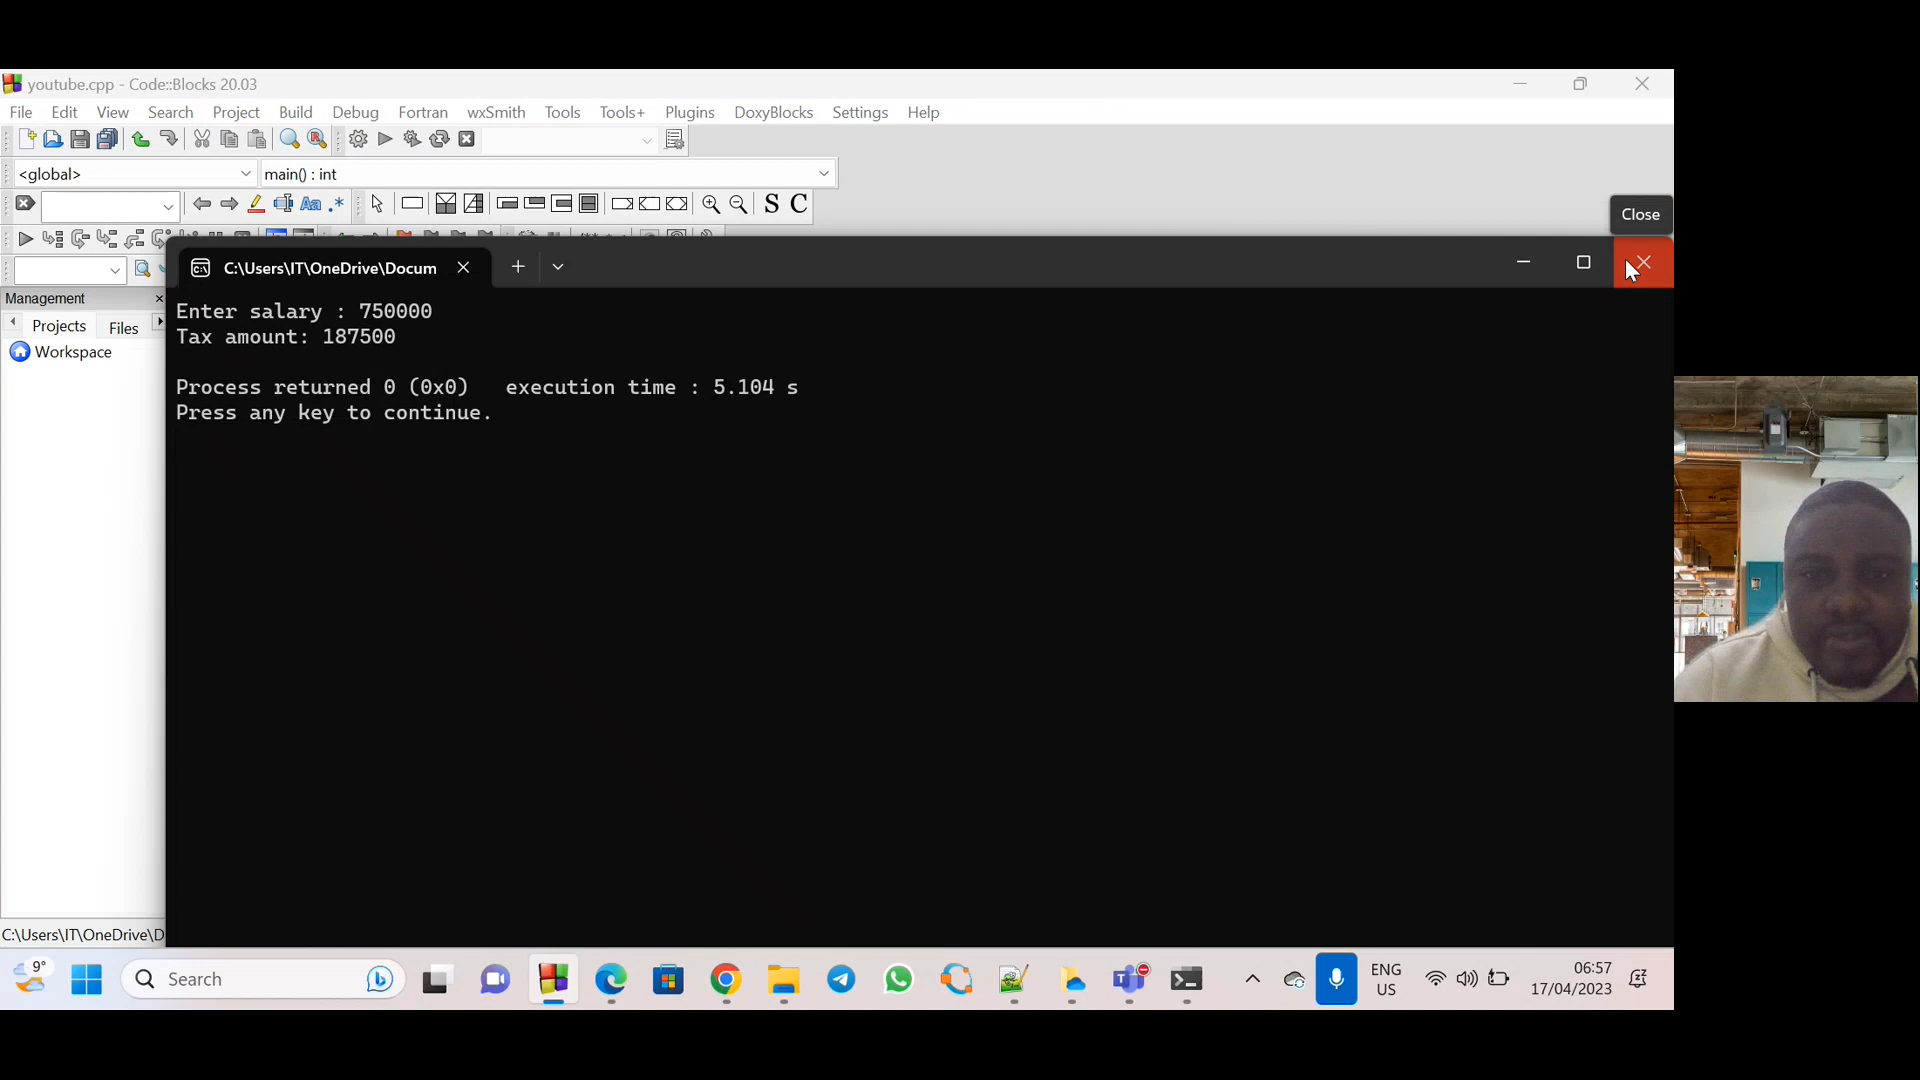 youtube.cpp - Code::Blocks 20.03
File Edit View Search Project Build Debug Fortran wxSmith Tools Tools+ Plugins DoxyBlocks Settings Help
<global> main() : int
Aa .* S C
Close
C:\Users\IT\OneDrive\Docum
Management
Projects Files
Workspace
Enter salary : 750000
Tax amount: 187500
Process returned 0 (0x0)   execution time : 5.104 s
Press any key to continue.
C:\Users\IT\OneDrive\D
9° Search ENG US 06:57
17/04/2023